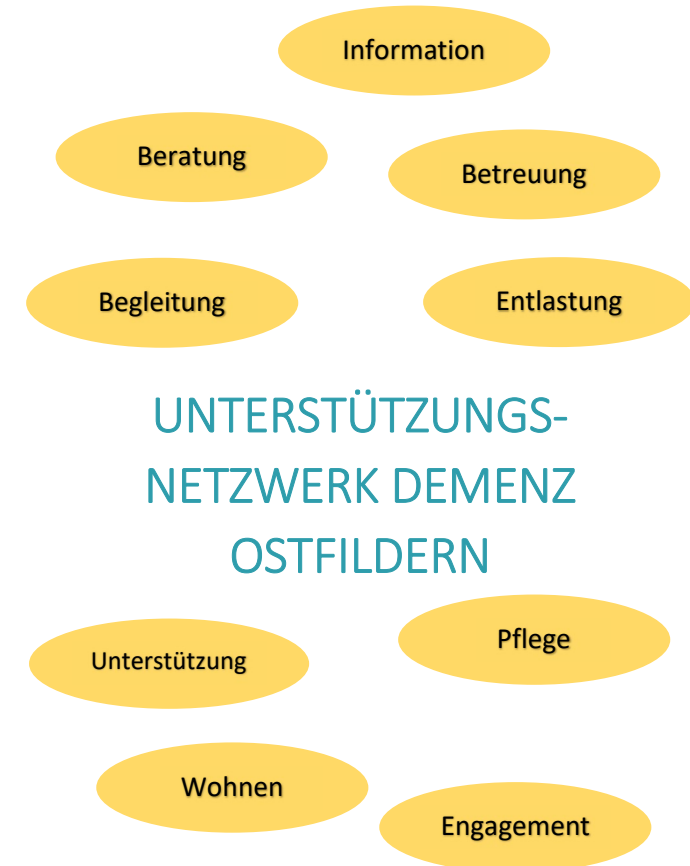 Information
Beratung
Betreuung
Begleitung
Entlastung
UNTERSTÜTZUNGS-
NETZWERK DEMENZ
OSTFILDERN
Pflege
Unterstützung
Wohnen
Engagement